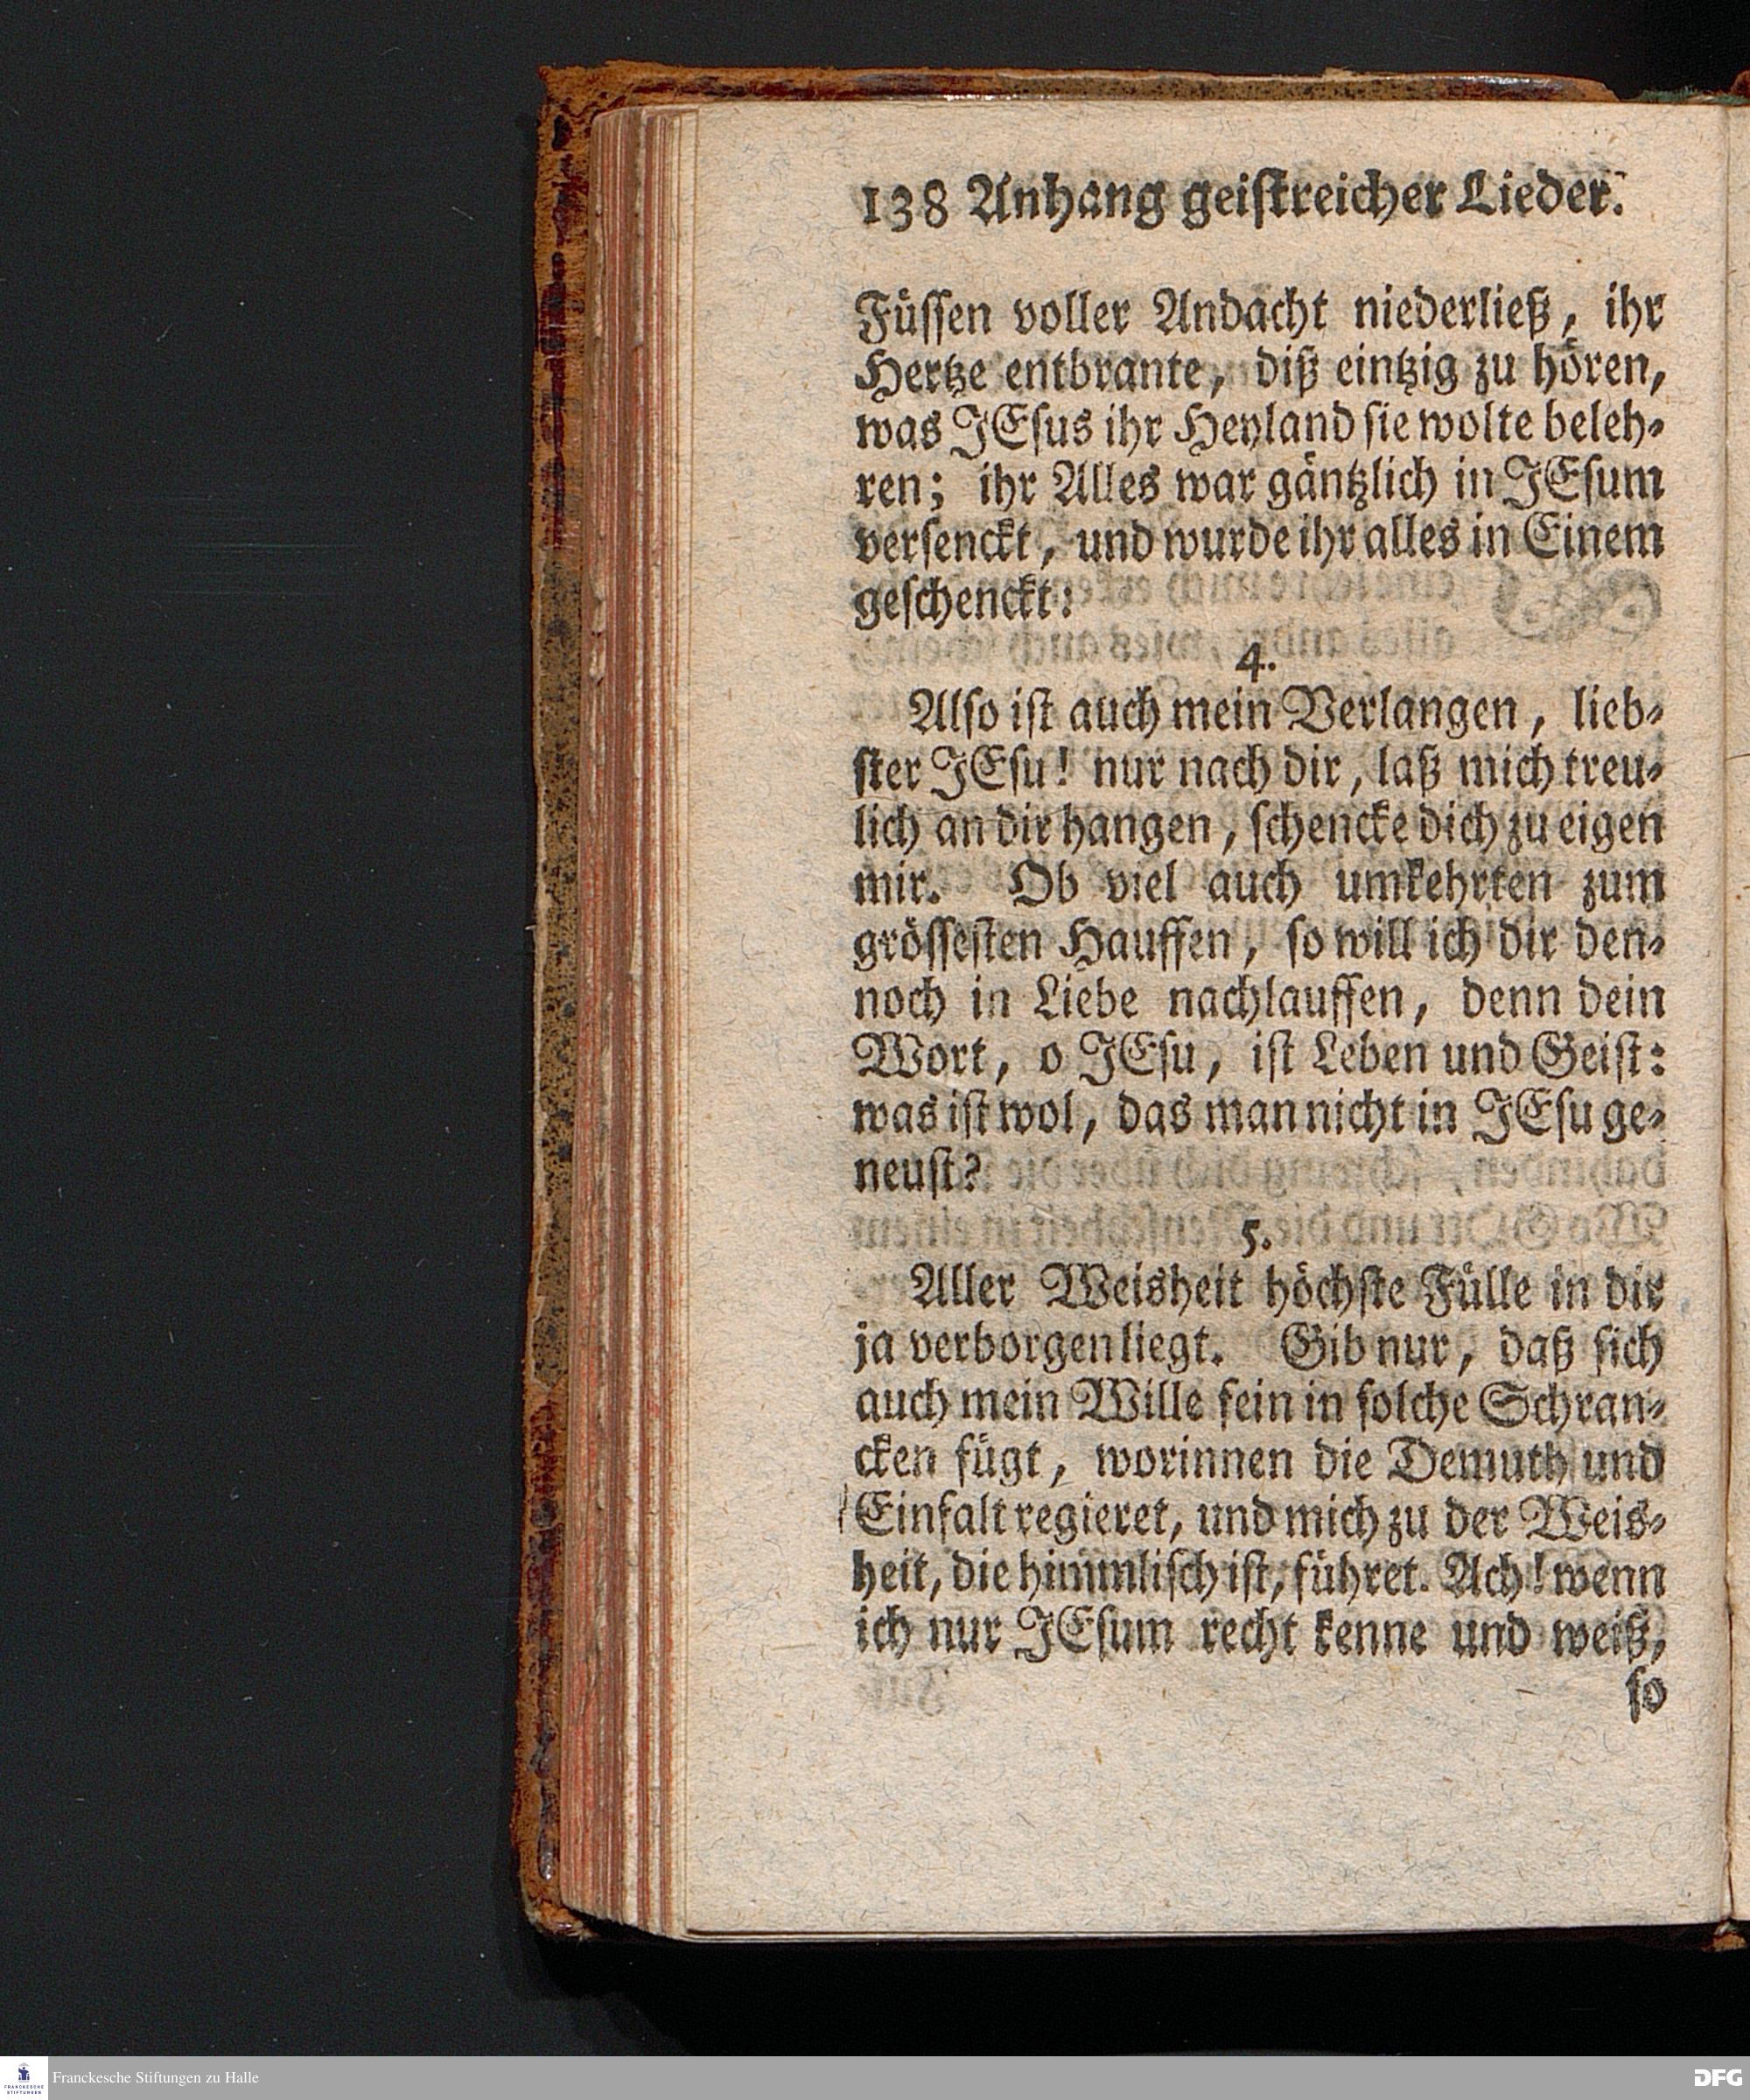 138 Anhang geiſtreicher Lieder.
Füſſen voller Andacht niederließ, ihr
Hertze entbrante, diß eintzig zu hören,
was JEſus ihr Heyland ſie wolte beleh-
ren; ihr Alles war gäntzlich in JEſum
verſenckt, und wurde ihr alles in Einem
geſchenckt:
4.
Alſo iſt auch mein Verlangen, lieb-
ſter JEſu! nur nach dir, laß mich treu-
lich an dir hangen, ſchencke dich zu eigen
mir. Ob viel auch umkehrten zum
gröſſeſten Hauffen, ſo will ich dir den-
noch in Liebe nachlauffen, denn dein
Wort, o JEſu, iſt Leben und Geiſt:
was iſt wol, das man nicht in JEſu ge-
neuſt?
5.
Aller Weisheit höchſte Fülle in dir
ja verborgen liegt. Gib nur, daß ſich
auch mein Wille fein in ſolche Schran-
cken fügt, worinnen die Demuth und
Einfalt regieret, und mich zu der Weis-
heit, die himmliſch iſt, führet. Ach! wenn
ich nur JEſum recht kenne und weiß,
ſo
FRANCKESCHE
STIFTUNGEN
Franckesche Stiftungen zu Halle
DFG